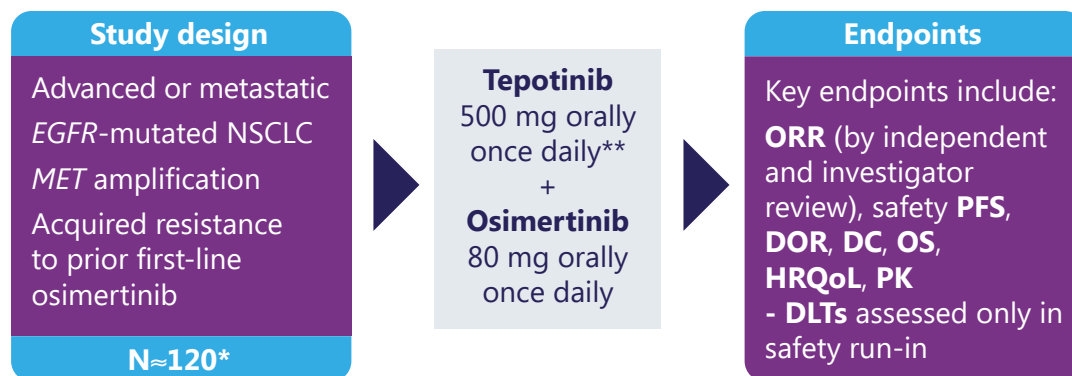 Study design
Advanced or metastatic
EGFR-mutated NSCLC
MET amplification
Acquired resistance
to prior first-line
osimertinib
N≈120*
Tepotinib
500 mg orally
once daily**
+
Osimertinib
80 mg orally
once daily
Endpoints
Key endpoints include:
ORR (by independent
and investigator
review), safety PFS,
DOR, DC, OS,
HRQoL, PK
- DLTs assessed only in
safety run-in